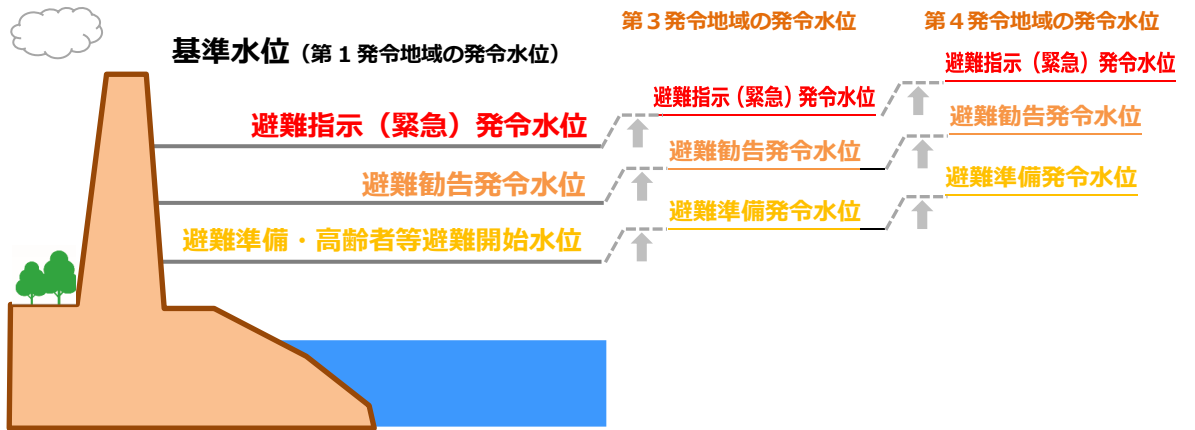 基準水位（第１発令地域の発令水位）
避難指示（緊急）発令水位
避難勧告発令水位
避難準備・高齢者等避難開始水位
第３発令地域の発令水位
避難指示（緊急）発令水位
避難勧告発令水位
避難準備発令水位
第４発令地域の発令水位
避難指示（緊急）発令水位
避難勧告発令水位
避難準備発令水位